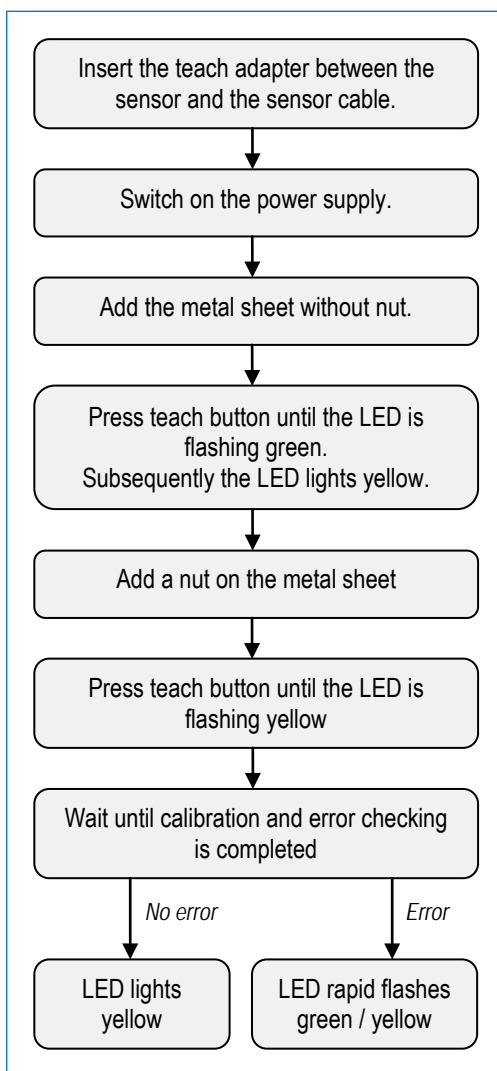 Insert the teach adapter between the
sensor and the sensor cable.
Switch on the power supply.
Add the metal sheet without nut.
Press teach button until the LED is
flashing green.
Subsequently the LED lights yellow.
Add a nut on the metal sheet
Press teach button until the LED is
flashing yellow
Wait until calibration and error checking
is completed
No error
Error
LED lights
yellow
LED rapid flashes
green / yellow